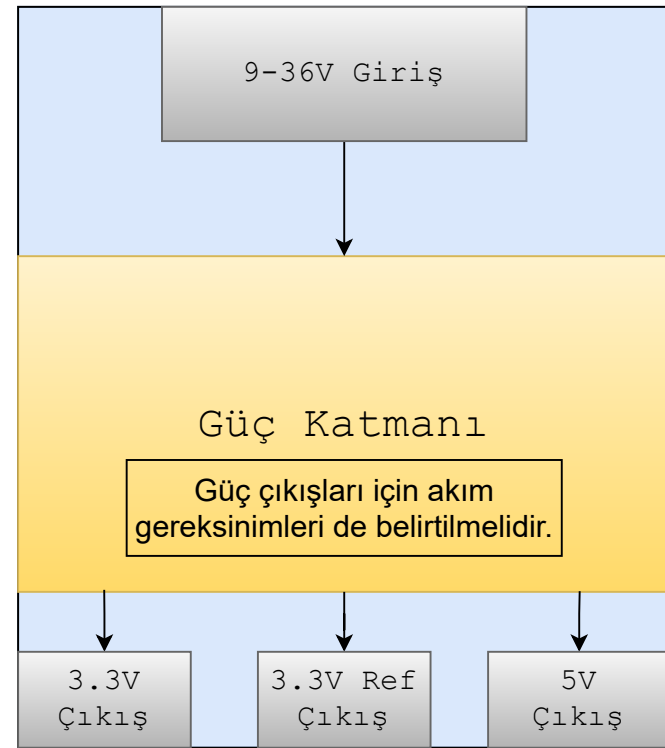 9-36V Giriş
Güç Katmanı
Güç çıkışları için akım
gereksinimleri de belirtilmelidir.
3.3V
Çıkış
3.3V Ref
Çıkış
5V
Çıkış